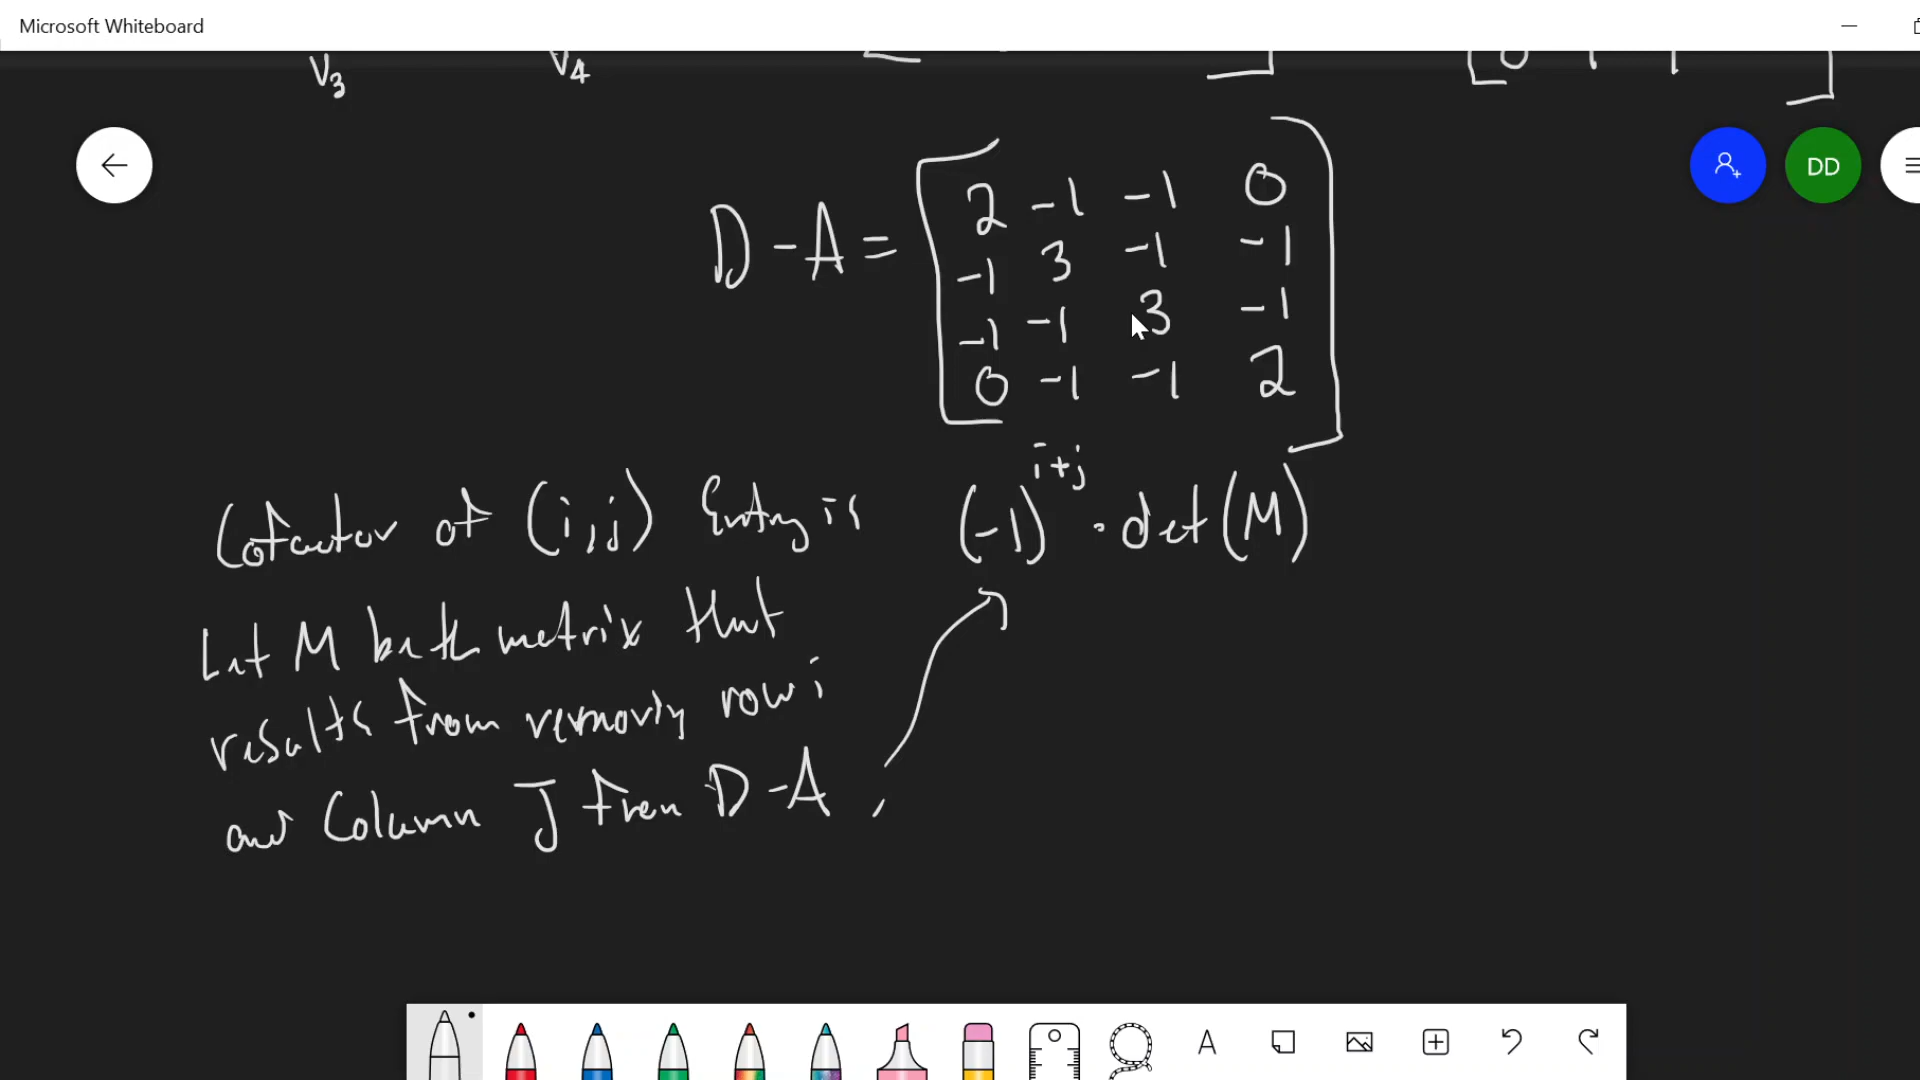 Microsoft Whiteboard
V3 V4
DD
D - A = [2 -1 -1 0
-1 3 -1 -1
-1 -1 3 -1
0 -1 -1 2]
Cofactor of (i,j) Entry is (-1)^{i+j} · det(M)
Let M be the matrix that
results from removing row i
and Column J from D - A